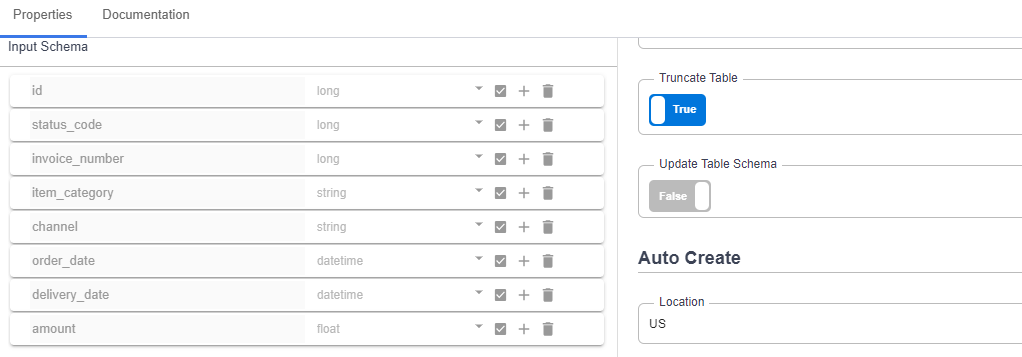 Properties Documentation
Input Schema
id long
status_code long
invoice_number long
item_category string
channel string
order_date datetime
delivery_date datetime
amount float
Truncate Table
True
Update Table Schema
False
Auto Create
Location
US